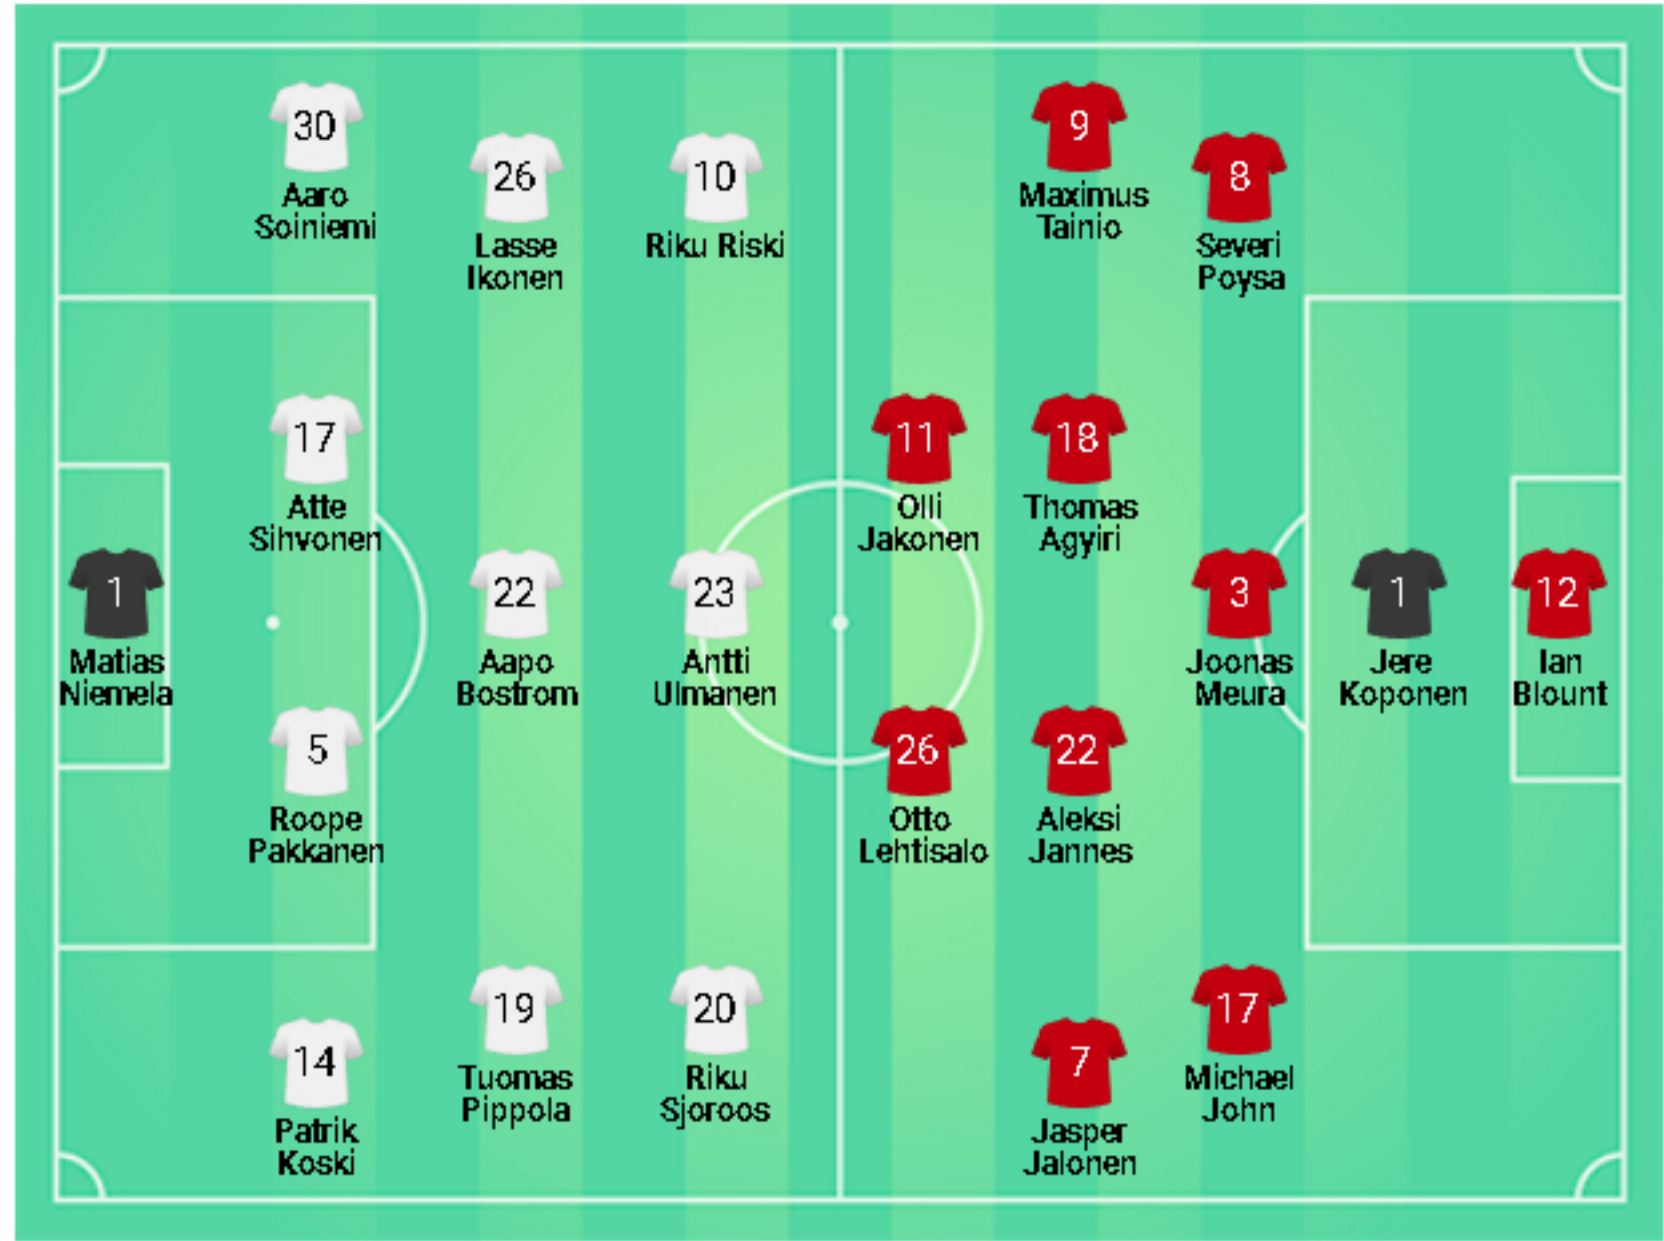 30
Aaro
Soiniemi
26
Lasse
Ikonen
10
Riku Riski
17
Atte
Sihvonen
1
Matias
Niemela
22
Aapo
Bostrom
23
Antti
Ulmanen
5
Roope
Pakkanen
14
Patrik
Koski
19
Tuomas
Pippola
20
Riku
Sjoroos
9
Maximus
Tainio
8
Severi
Poysa
11
Olli
Jakonen
18
Thomas
Agyiri
3
Joonas
Meura
1
Jere
Koponen
12
Ian
Blount
26
Otto
Lehtisalo
22
Aleksi
Jannes
7
Jasper
Jalonen
17
Michael
John